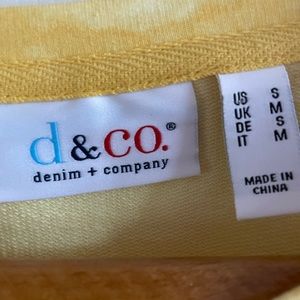 d & co.®
denim + company
US S
UK M
DE S
IT M
MADE IN
CHINA